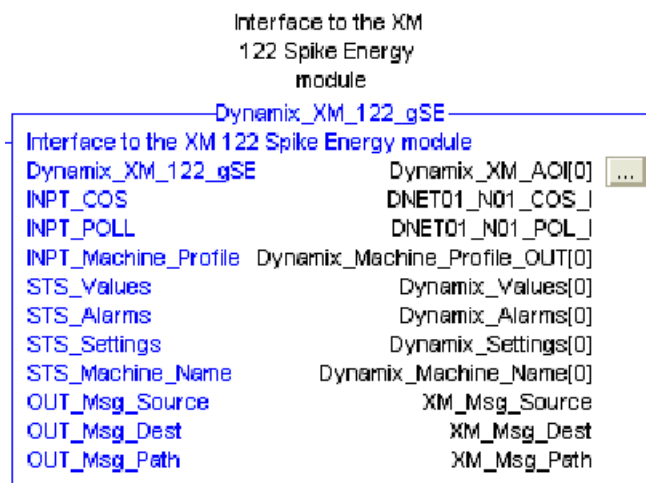 Interface to the XM
122 Spike Energy
module
Dynamix_XM_122_gSE
Interface to the XM 122 Spike Energy module
Dynamix_XM_122_gSE Dynamix_XM_AOI[0] ...
INPT_COS DNET01_N01_COS_I
INPT_POLL DNET01_N01_POL_I
INPT_Machine_Profile Dynamix_Machine_Profile_OUT[0]
STS_Values Dynamix_Values[0]
STS_Alarms Dynamix_Alarms[0]
STS_Settings Dynamix_Settings[0]
STS_Machine_Name Dynamix_Machine_Name[0]
OUT_Msg_Source XM_Msg_Source
OUT_Msg_Dest XM_Msg_Dest
OUT_Msg_Path XM_Msg_Path